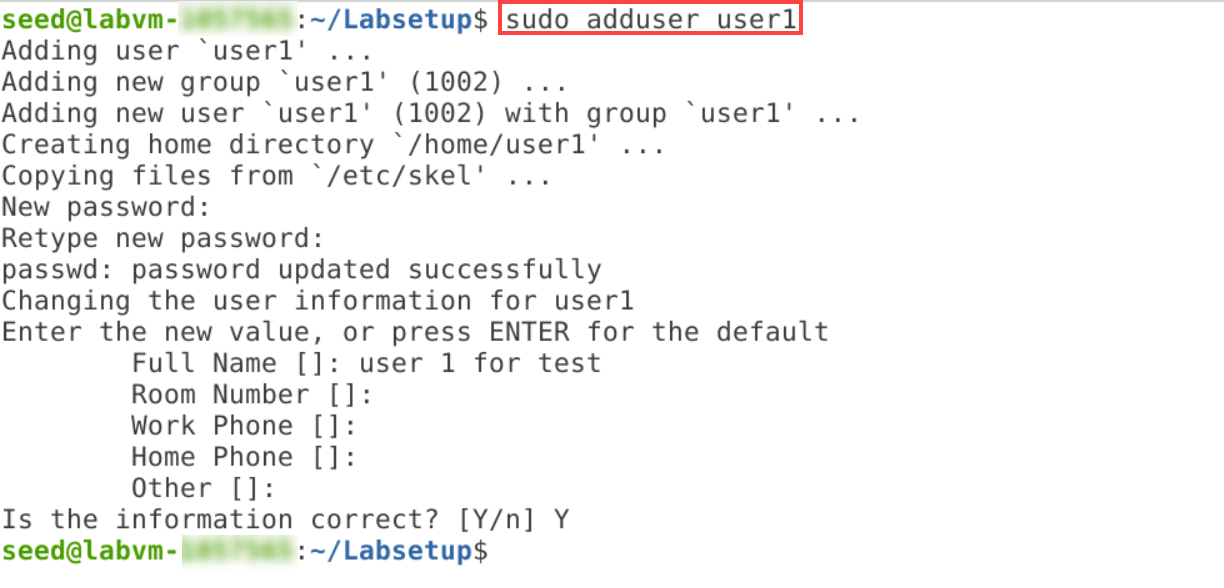 seed@labvm-:~/Labsetup$ sudo adduser user1
Adding user `user1' ...
Adding new group `user1' (1002) ...
Adding new user `user1' (1002) with group `user1' ...
Creating home directory `/home/user1' ...
Copying files from `/etc/skel' ...
New password:
Retype new password:
passwd: password updated successfully
Changing the user information for user1
Enter the new value, or press ENTER for the default
Full Name []: user 1 for test
Room Number []:
Work Phone []:
Home Phone []:
Other []:
Is the information correct? [Y/n] Y
seed@labvm-:~/Labsetup$